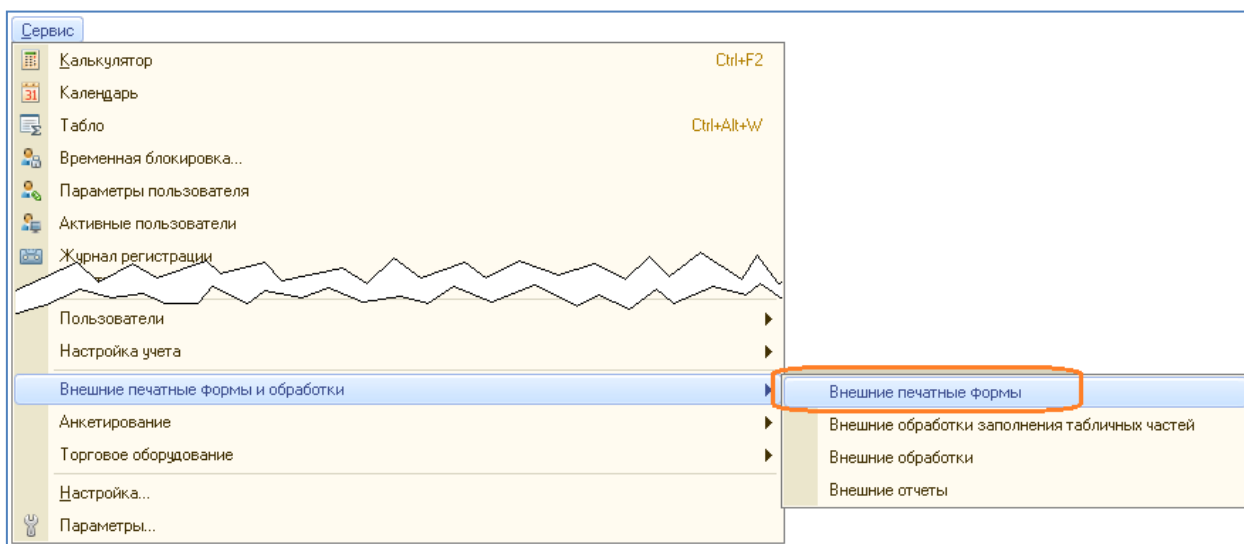 Сервис
Калькулятор Ctrl+F2
Календарь
Табло Ctrl+Alt+W
Временная блокировка...
Параметры пользователя
Активные пользователи
Журнал регистрации
Пользователи
Настройка учета
Внешние печатные формы и обработки
Внешние печатные формы
Анкетирование
Внешние обработки заполнения табличных частей
Торговое оборудование
Внешние обработки
Настройка...
Внешние отчеты
Параметры...